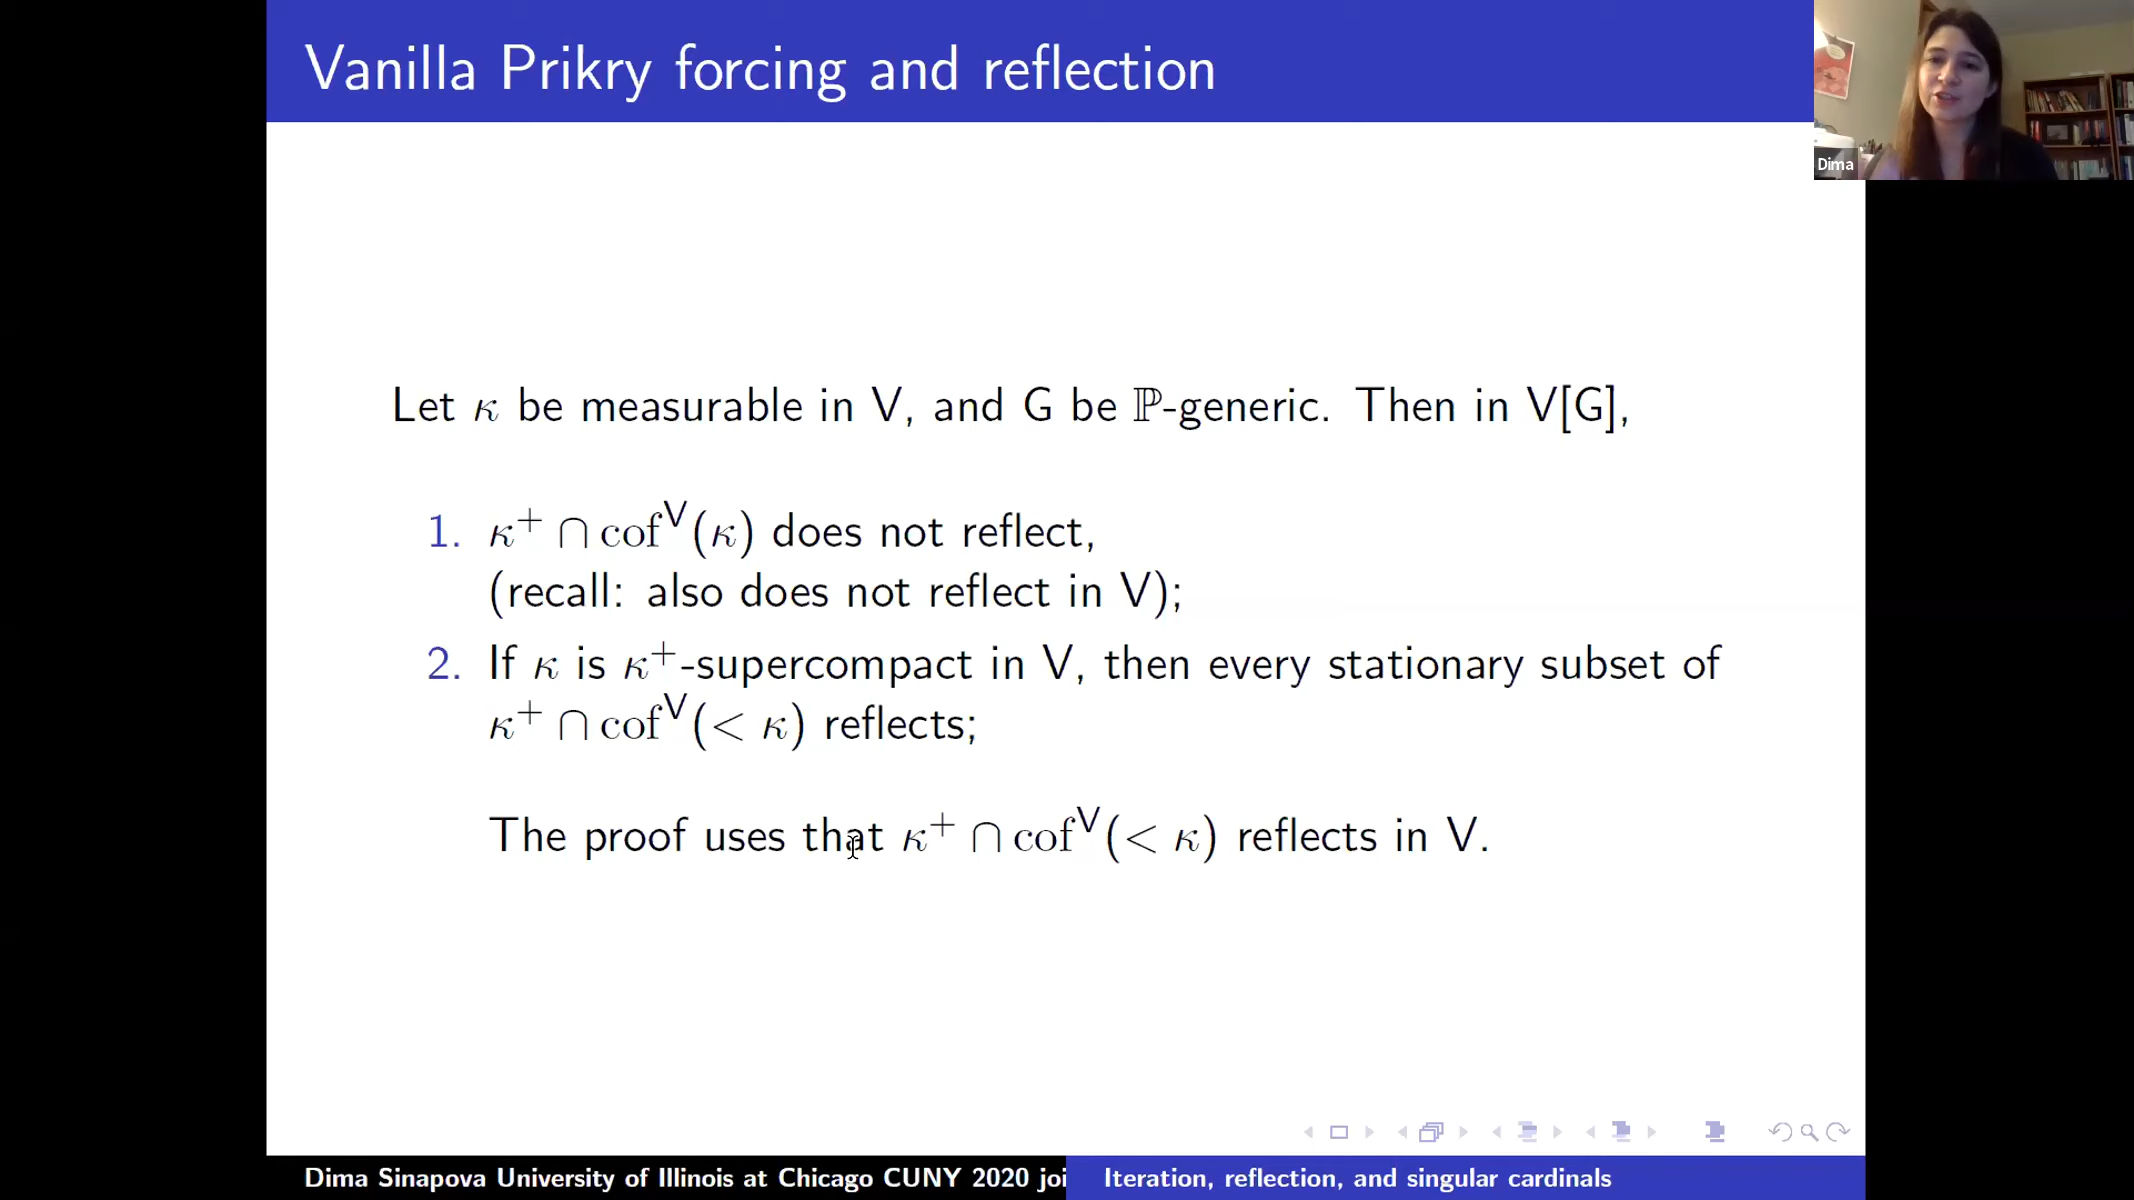 Vanilla Prikry forcing and reflection
Dima
Let κ be measurable in V, and G be ℙ-generic. Then in V[G],
1. κ⁺ ∩ cof^V(κ) does not reflect,
(recall: also does not reflect in V);
2. If κ is κ⁺-supercompact in V, then every stationary subset of
κ⁺ ∩ cof^V(< κ) reflects;
The proof uses that κ⁺ ∩ cof^V(< κ) reflects in V.
Dima Sinapova University of Illinois at Chicago CUNY 2020 joi
Iteration, reflection, and singular cardinals